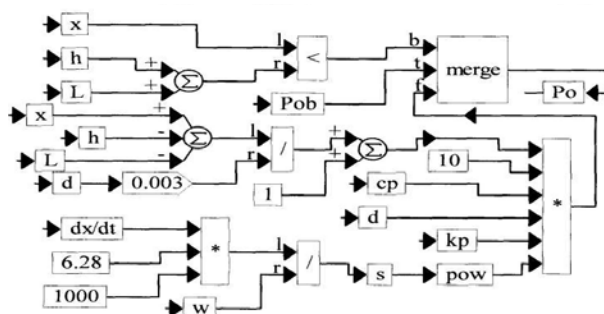 x
l
<
b
merge
h
+
Σ
r
t
L
+
Pob
f
Po
x
+
h
-
Σ
l
/
+
Σ
L
-
r
+
10
*
d
0.003
1
cp
d
dx/dt
kp
6.28
*
l
/
s
pow
1000
r
w